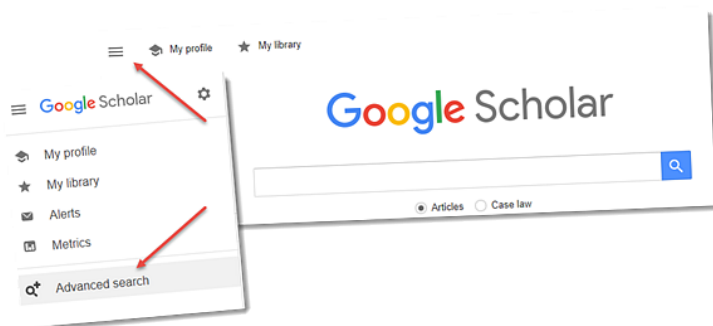 My profile
My library
Google Scholar
My profile
My library
Alerts
Metrics
Advanced search
Google Scholar
Articles
Case law